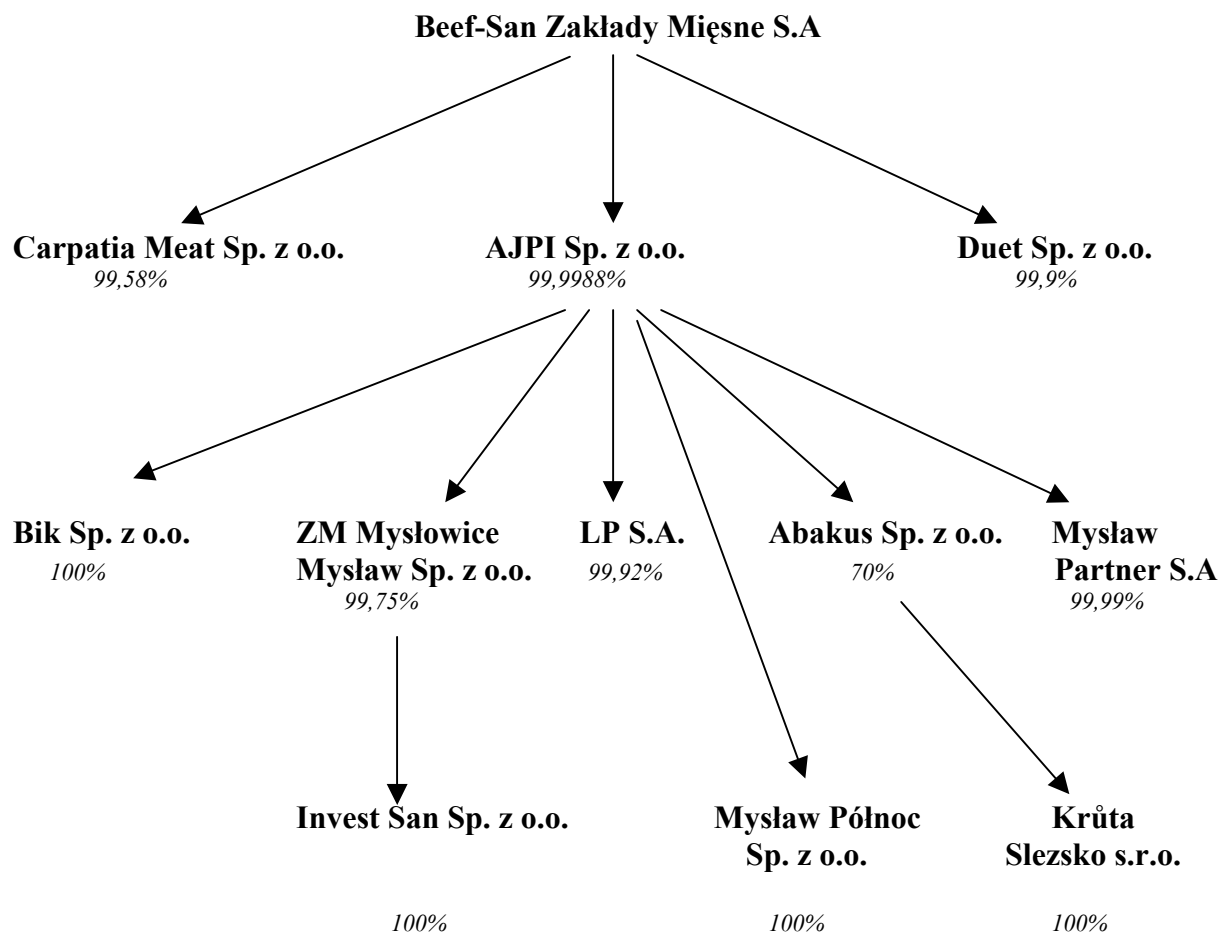 Beef-San Zakłady Mięsne S.A
Carpatia Meat Sp. z o.o.
99,58%
AJPI Sp. z o.o.
99,9988%
Duet Sp. z o.o.
99,9%
Bik Sp. z o.o.
100%
ZM Mysłowice
Mysław Sp. z o.o.
99,75%
LP S.A.
99,92%
Abakus Sp. z o.o.
70%
Mysław
Partner S.A
99,99%
Invest San Sp. z o.o.
100%
Mysław Północ
Sp. z o.o.
100%
Krůta
Slezsko s.r.o.
100%